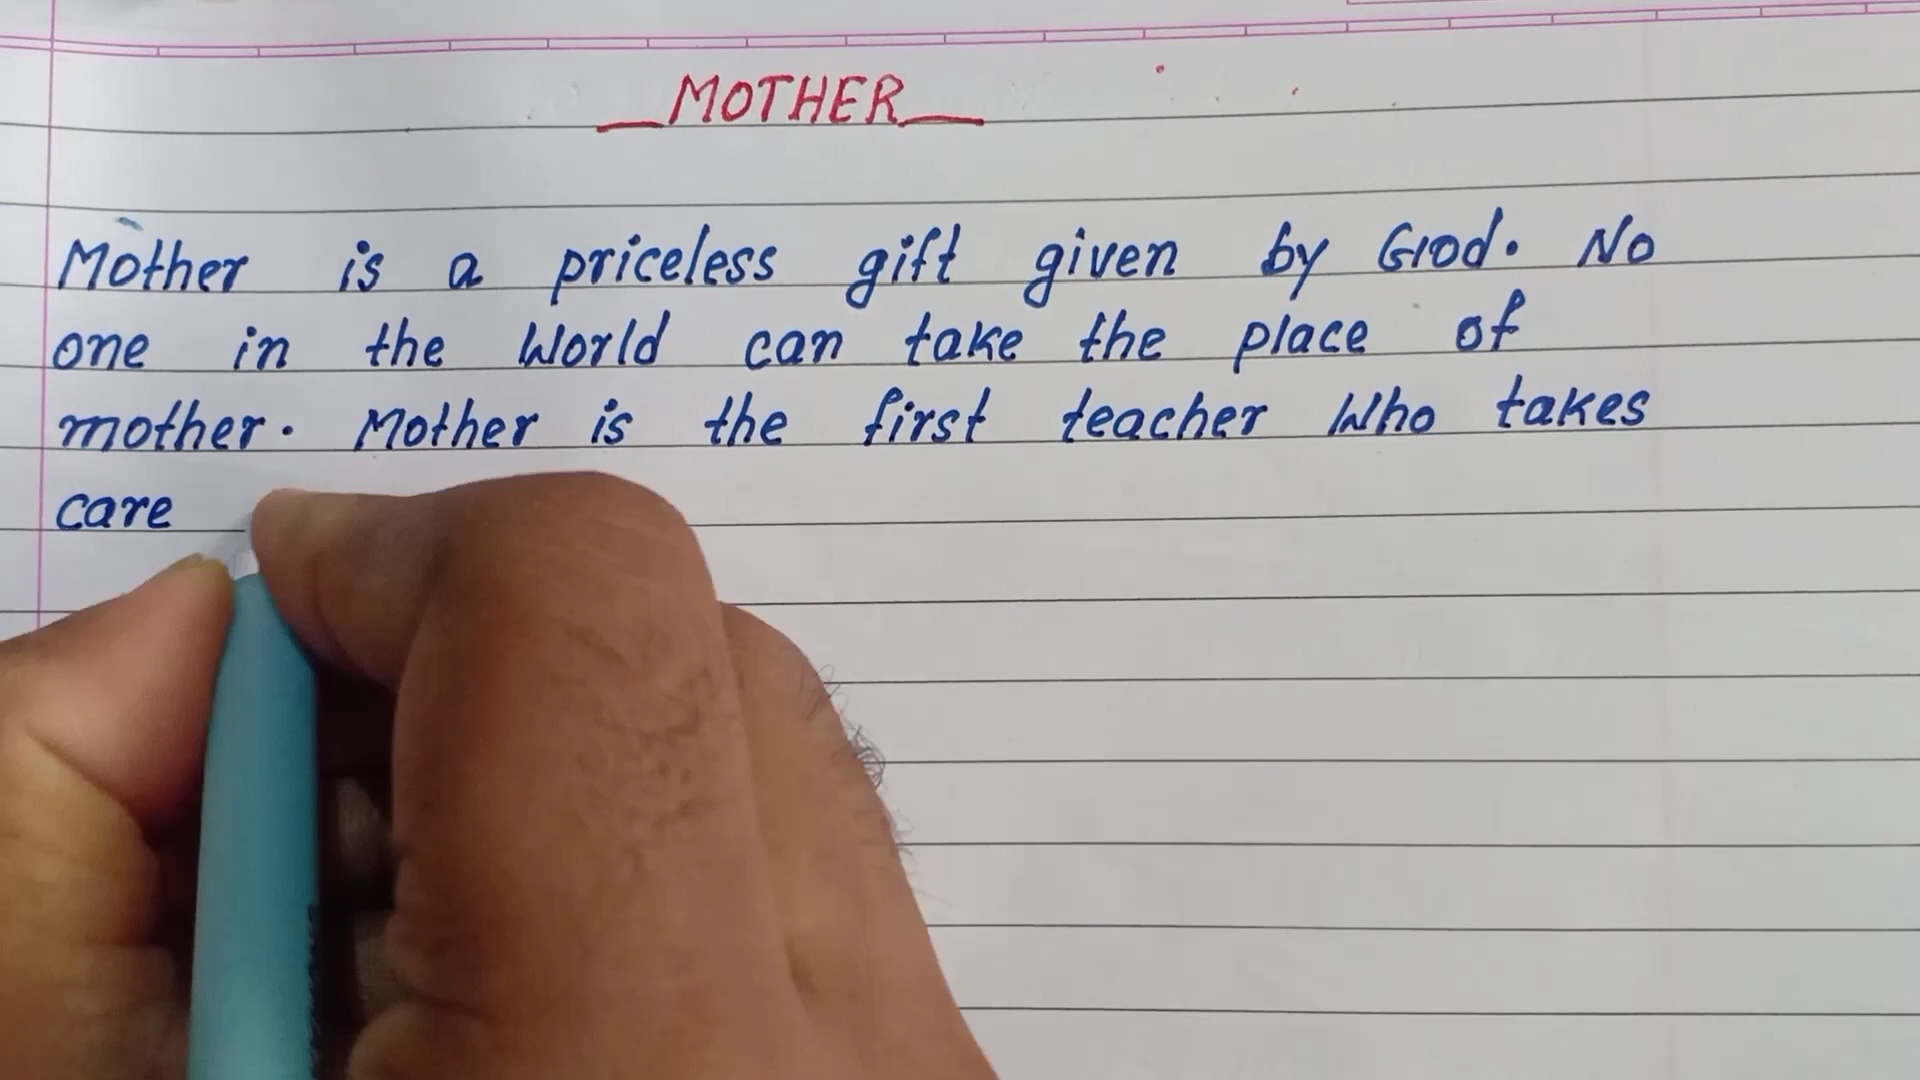 MOTHER
Mother is a priceless gift given by God. No
one in the World can take the place of
mother. Mother is the first teacher Who takes
care